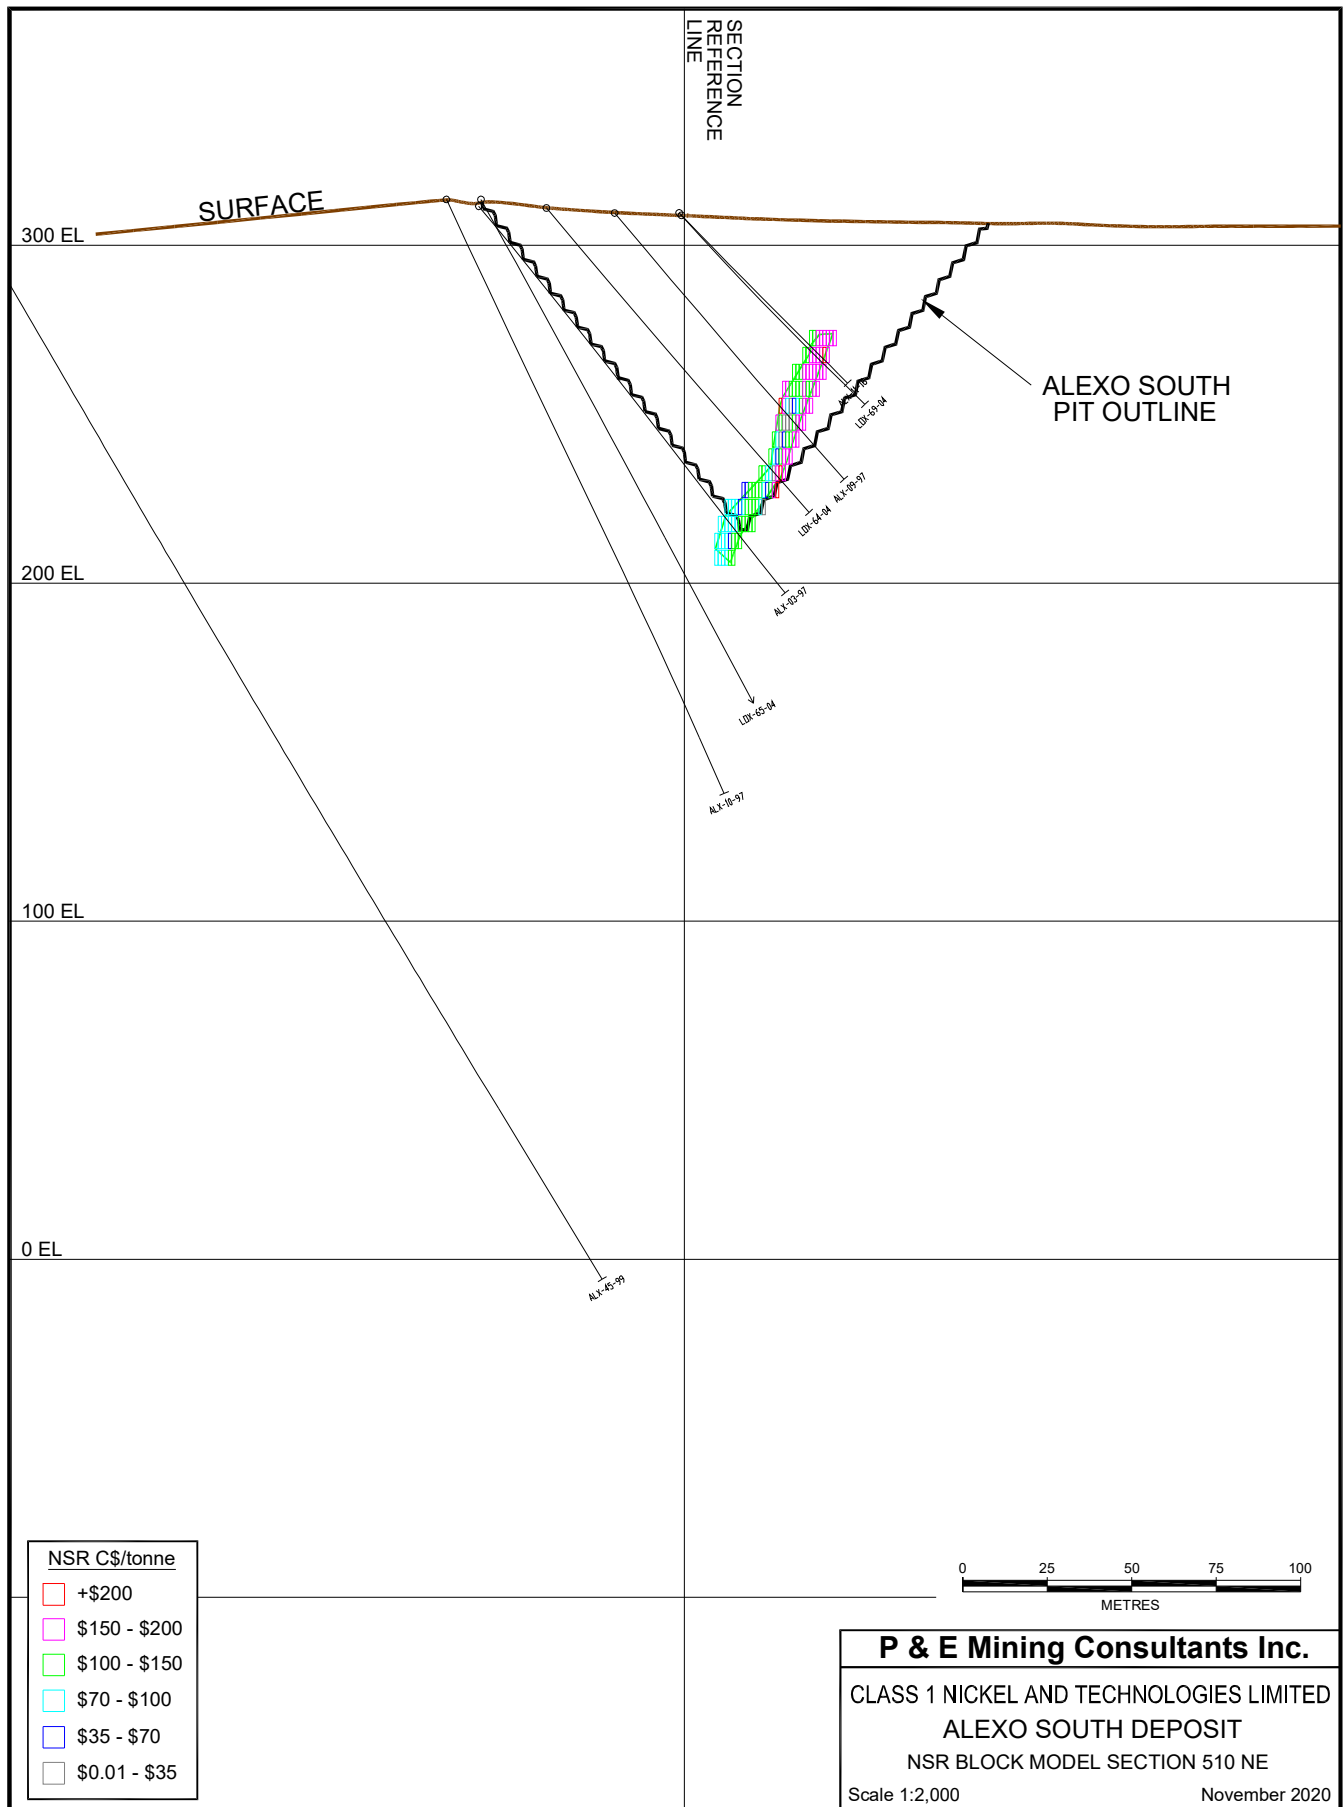 SECTION
REFERENCE
LINE
SURFACE
300 EL
ALEXO SOUTH
PIT OUTLINE
LOX-69-04
ALX-09-97
LOX-64-04
200 EL
ALX-03-97
LOX-65-04
ALX-10-97
100 EL
0 EL
ALX-45-99
NSR C$/tonne
+$200
$150 - $200
$100 - $150
$70 - $100
$35 - $70
$0.01 - $35
0 25 50 75 100
METRES
P & E Mining Consultants Inc.
CLASS 1 NICKEL AND TECHNOLOGIES LIMITED
ALEXO SOUTH DEPOSIT
NSR BLOCK MODEL SECTION 510 NE
Scale 1:2,000 November 2020